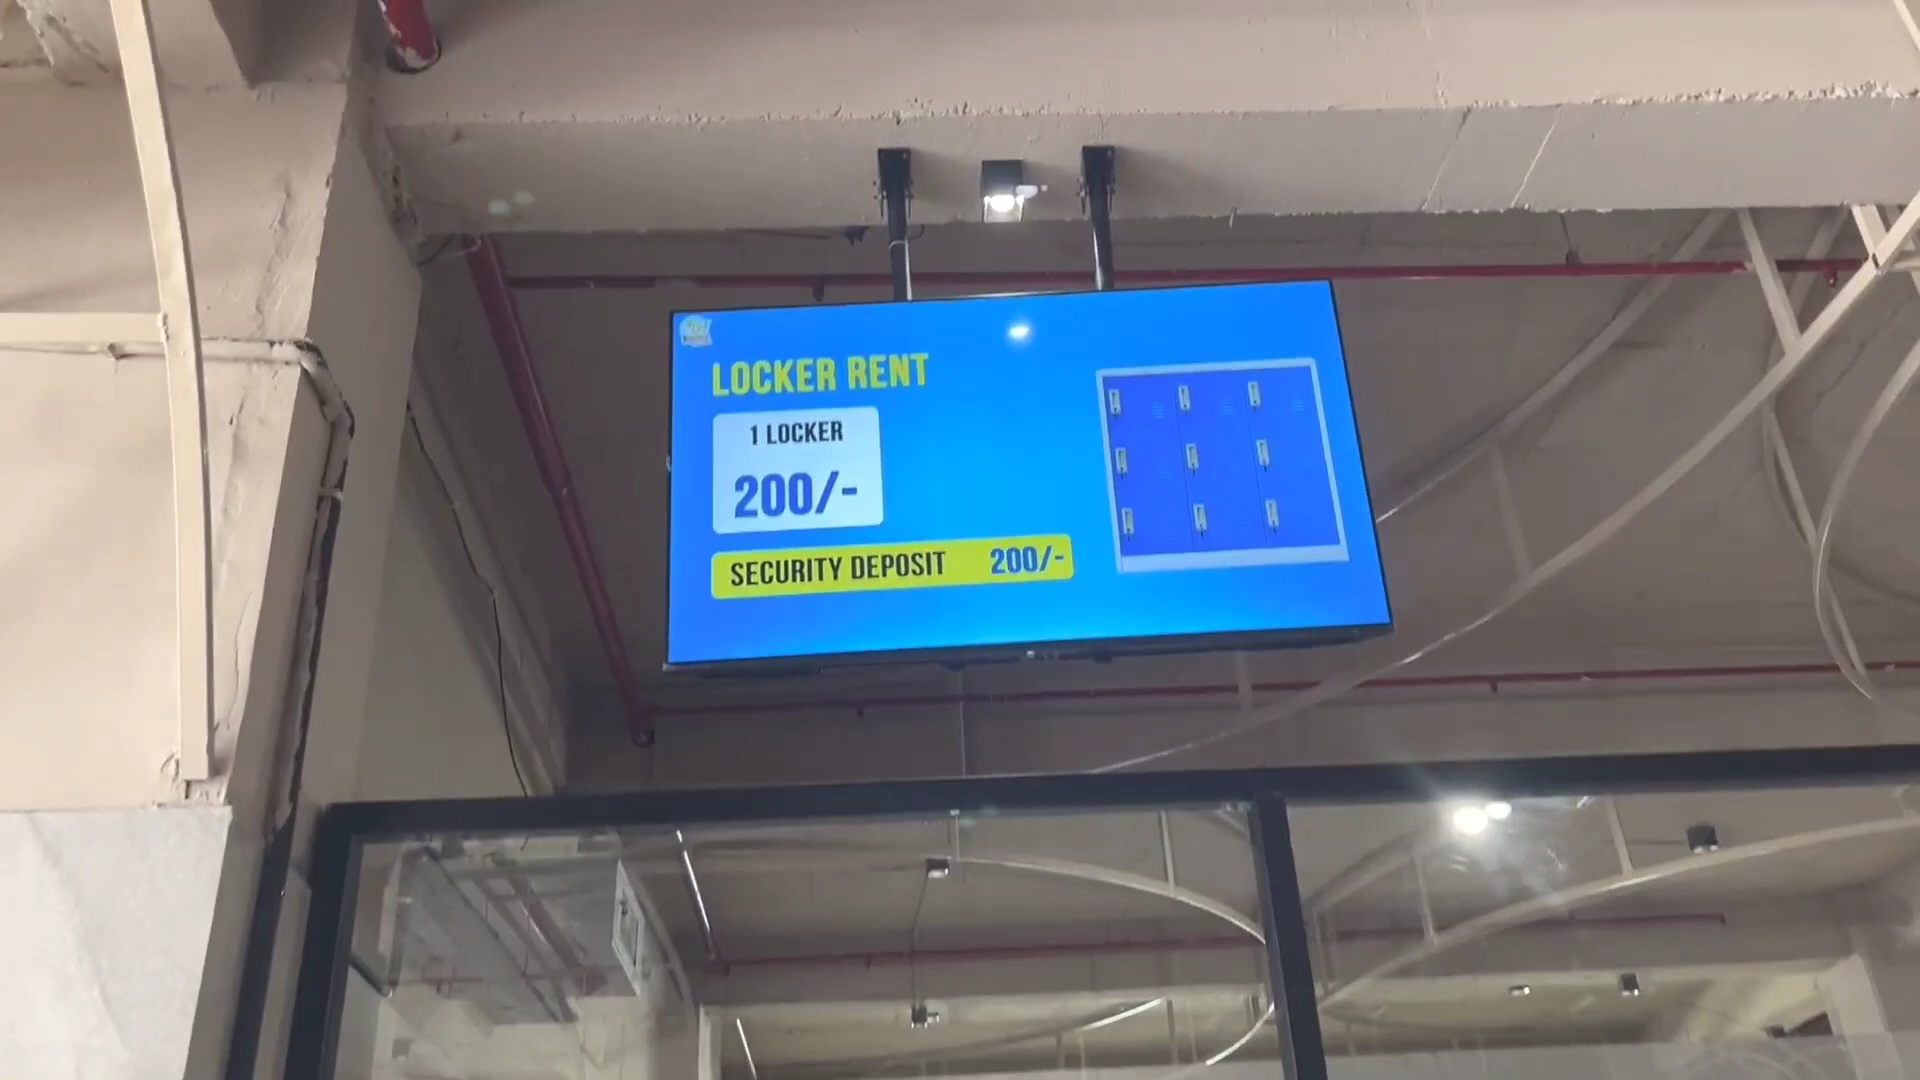 LOCKER RENT
1 LOCKER
200/-
SECURITY DEPOSIT 200/-